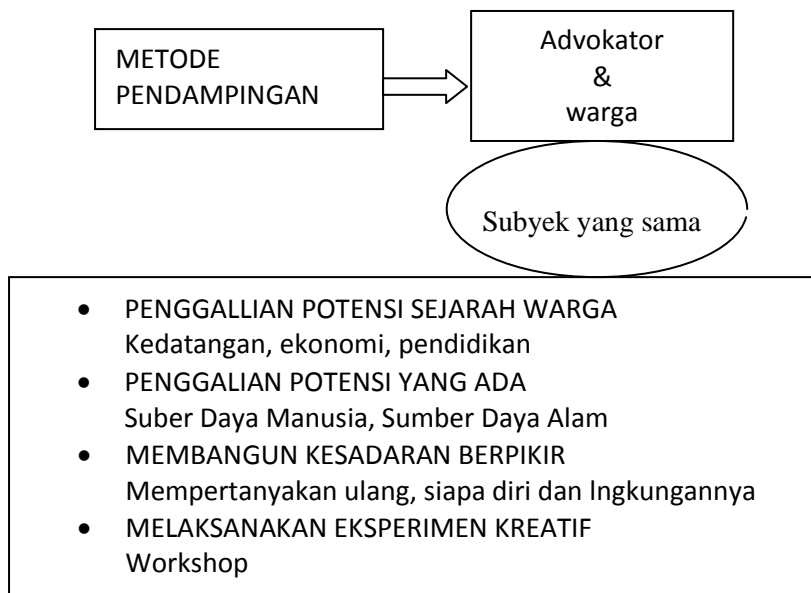 METODE
PENDAMPINGAN
Advokator
&
warga
Subyek yang sama
• PENGGALLIAN POTENSI SEJARAH WARGA
Kedatangan, ekonomi, pendidikan
• PENGGALIAN POTENSI YANG ADA
Suber Daya Manusia, Sumber Daya Alam
• MEMBANGUN KESADARAN BERPIKIR
Mempertanyakan ulang, siapa diri dan lngkungannya
• MELAKSANAKAN EKSPERIMEN KREATIF
Workshop